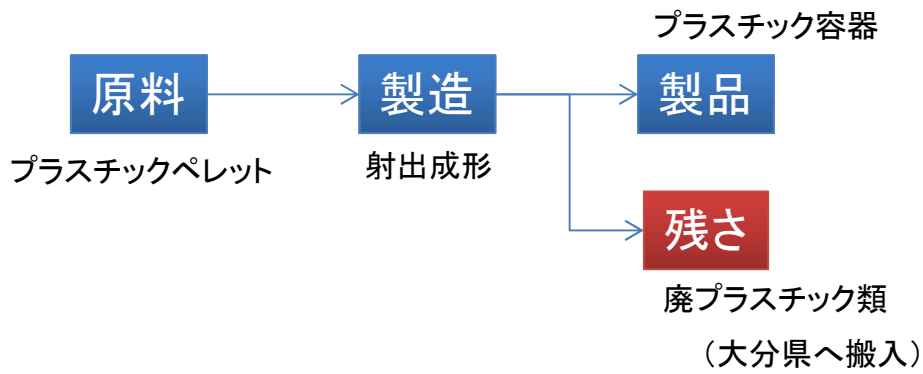 プラスチック容器
原料
製造
製品
プラスチックペレット
射出成形
残さ
廃プラスチック類
（大分県へ搬入）